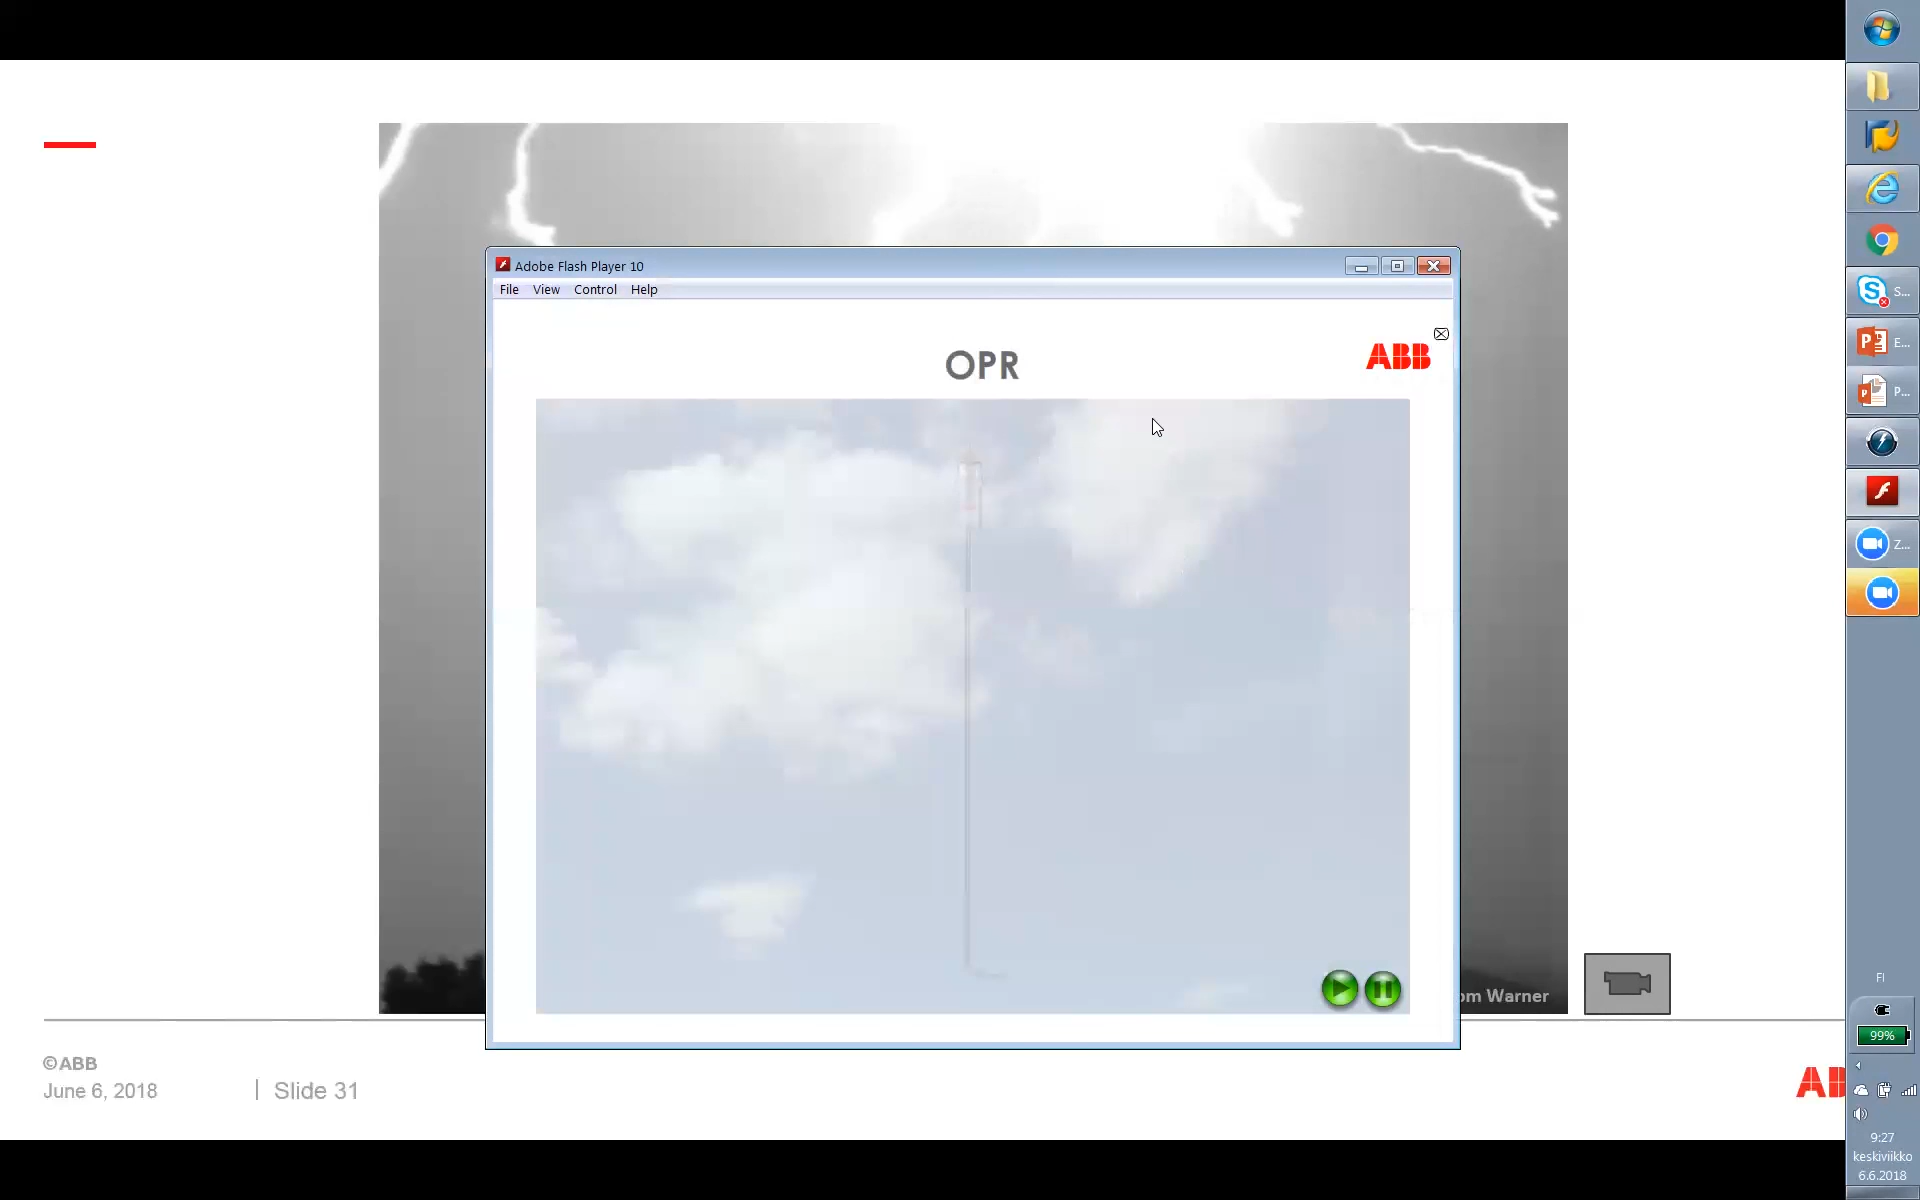 Adobe Flash Player 10
File View Control Help
OPR
ABB
om Warner
©ABB
June 6, 2018 | Slide 31
AB
S...
E...
P...
Z...
FI
99%
9:27
keskiviikko
6.6.2018